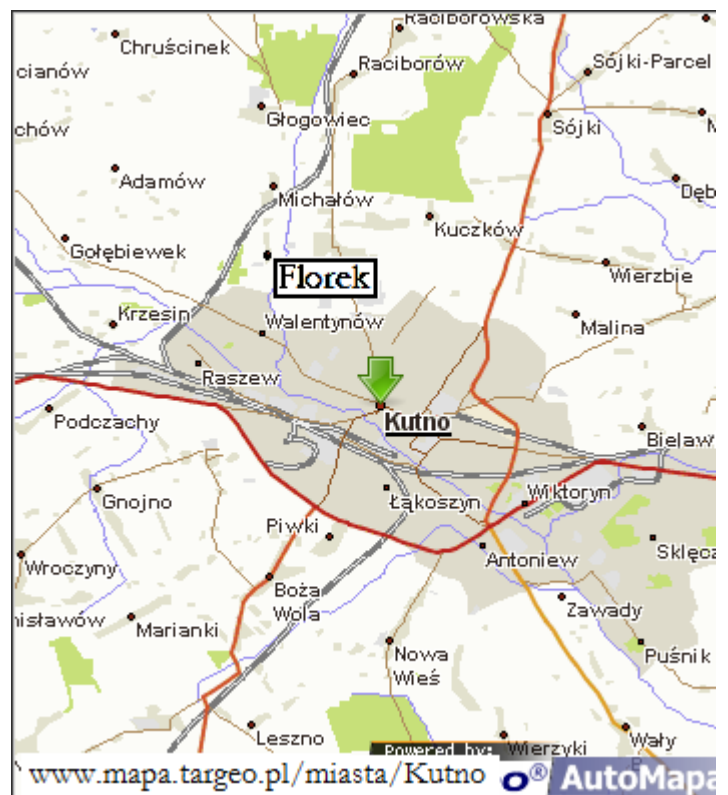 Raciborowska
Chruścinek
cianów
Raciborów
Sójki-Parcel
Głogowiec
chów
Sójki
M
Adamów
Michałów
Dęb
Kuczków
Gołębiewek
Florek
Wierzbie
Krzesin
Walentynów
Malina
Raszew
Podczachy
Kutno
Bielaw
Gnojno
Łąkoszyn
Wiktoryn
Piwki
Wroczyny
Antoniew
Sklęcz
Boża
Wola
nisławów
Marianki
Zawady
Puśnik
Nowa
Wieś
Leszno
Powered by:
Wierzyki
Wały
www.mapa.targeo.pl/miasta/Kutno
o® AutoMapa